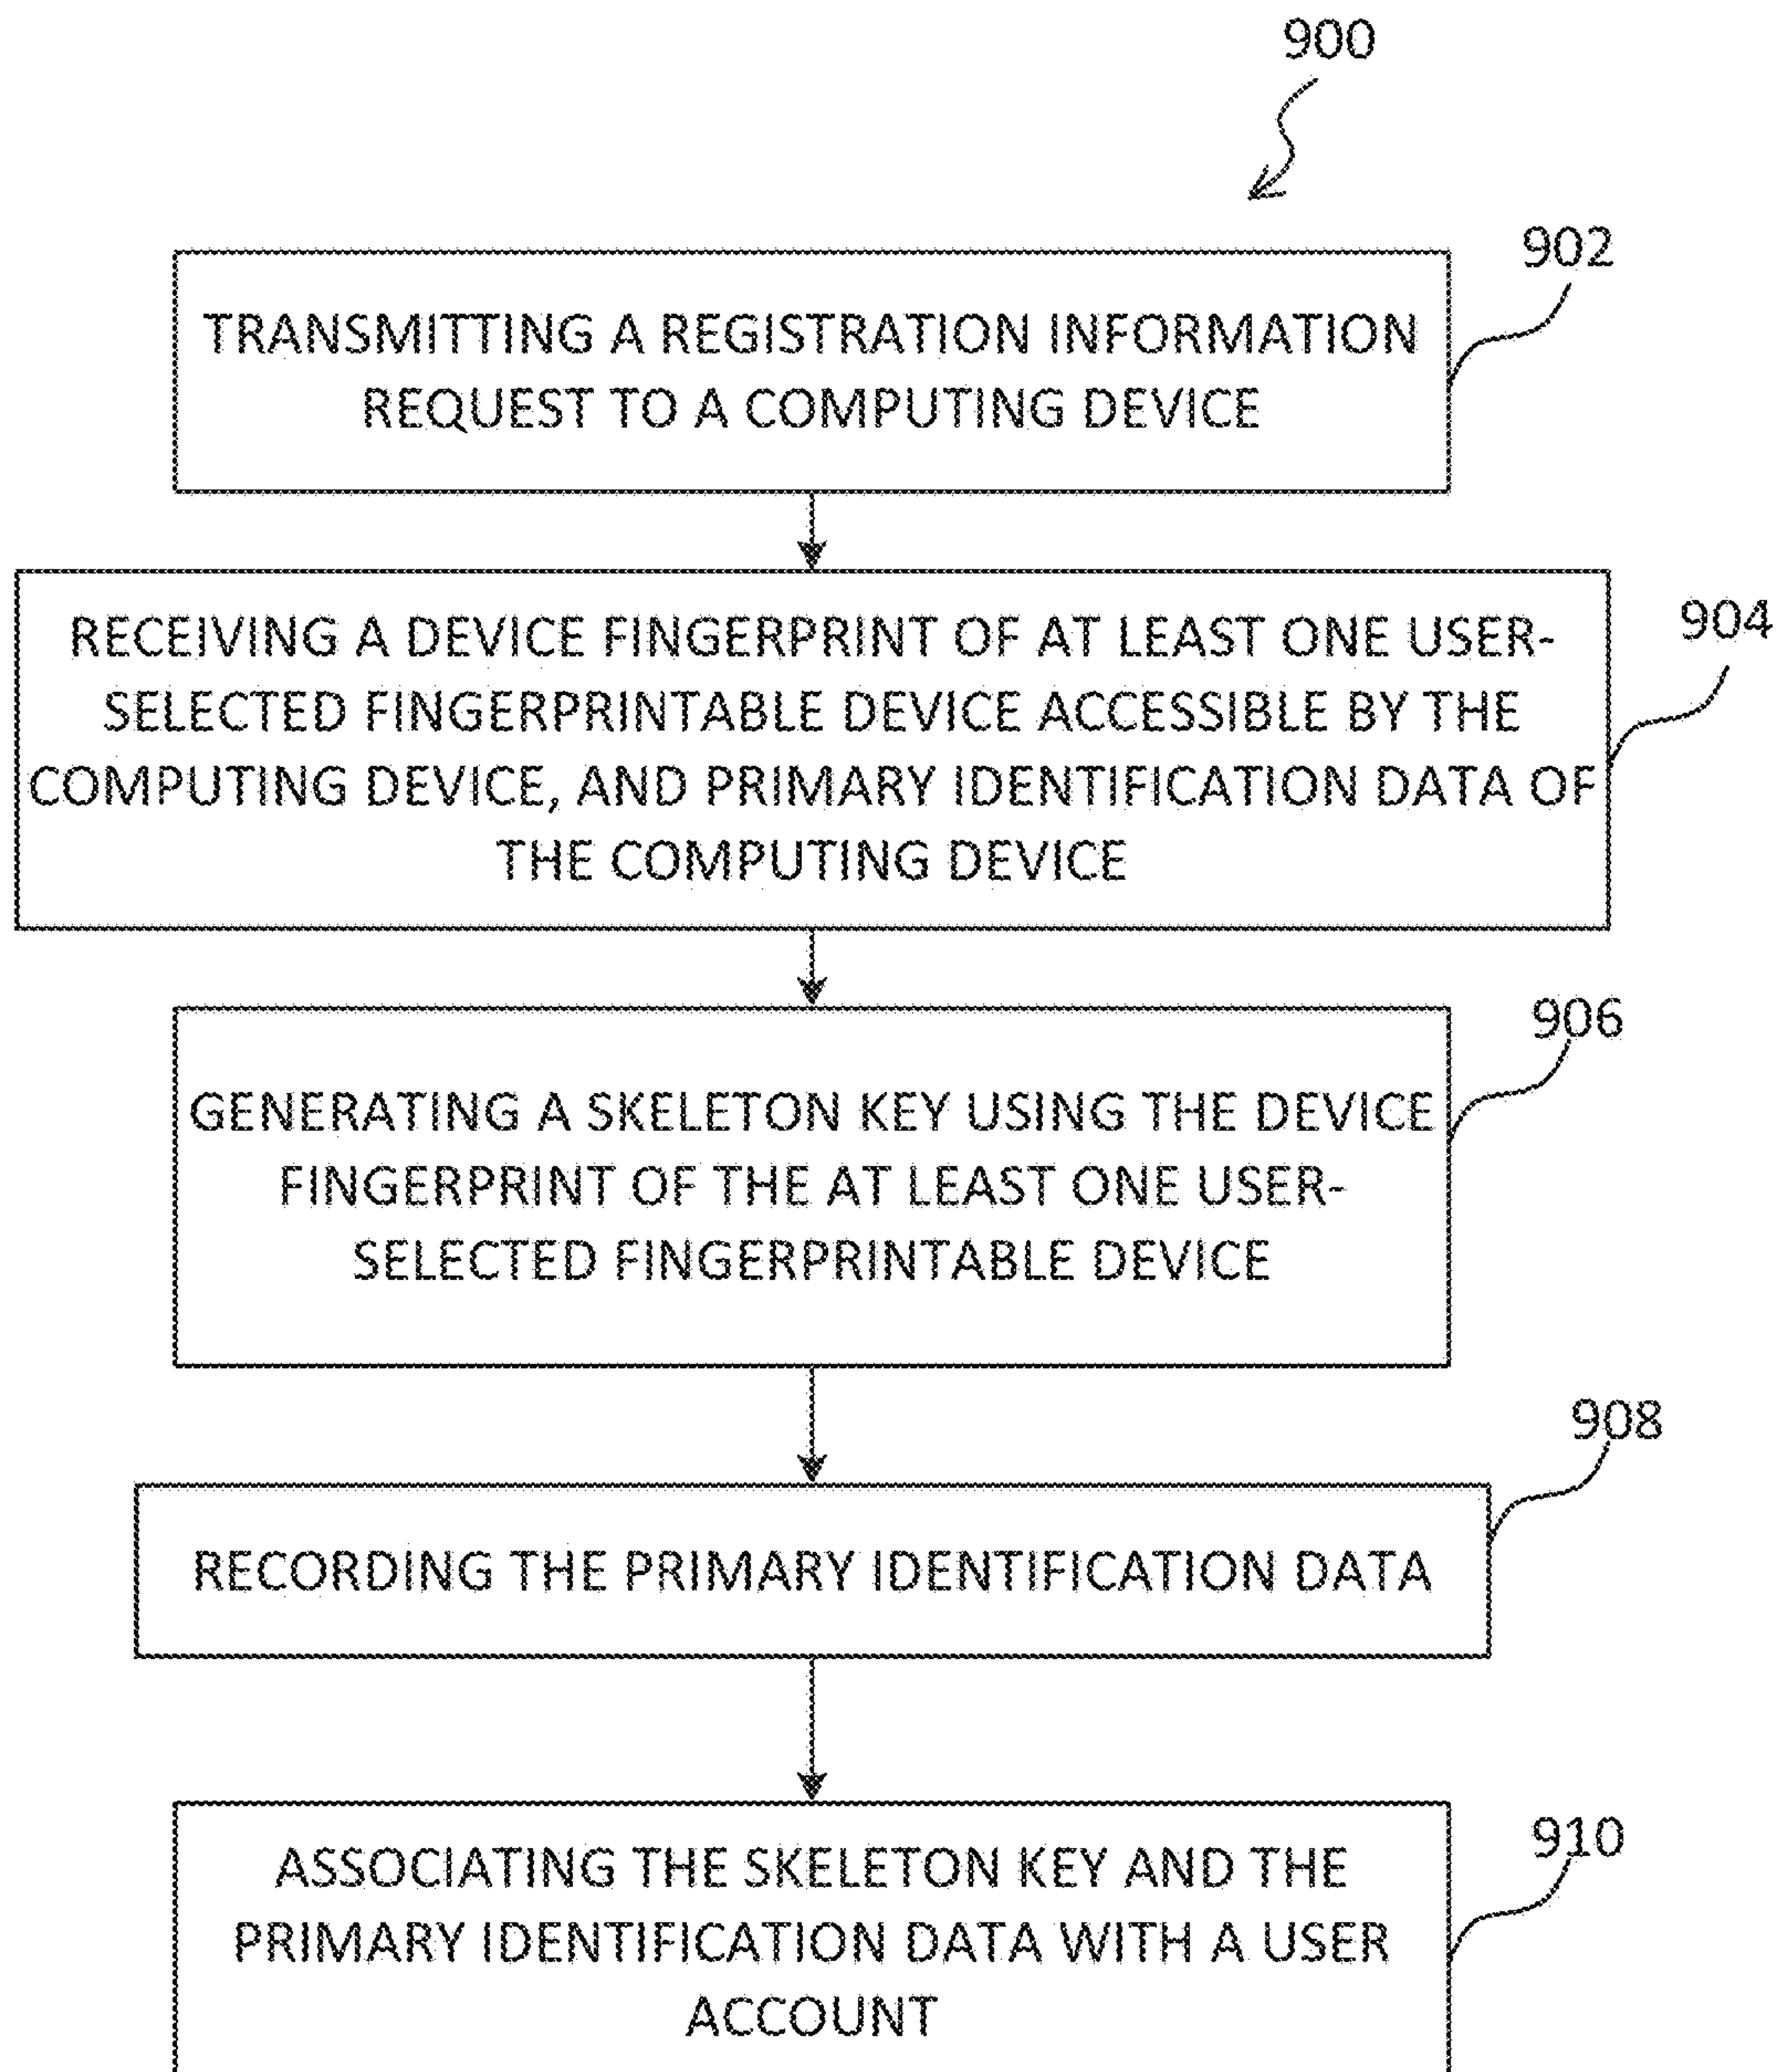 900
902
TRANSMITTING A REGISTRATION INFORMATION
REQUEST TO A COMPUTING DEVICE
904
RECEIVING A DEVICE FINGERPRINT OF AT LEAST ONE USER-
SELECTED FINGERPRINTABLE DEVICE ACCESSIBLE BY THE
COMPUTING DEVICE, AND PRIMARY IDENTIFICATION DATA OF
THE COMPUTING DEVICE
906
GENERATING A SKELETON KEY USING THE DEVICE
FINGERPRINT OF THE AT LEAST ONE USER-
SELECTED FINGERPRINTABLE DEVICE
908
RECORDING THE PRIMARY IDENTIFICATION DATA
910
ASSOCIATING THE SKELETON KEY AND THE
PRIMARY IDENTIFICATION DATA WITH A USER
ACCOUNT